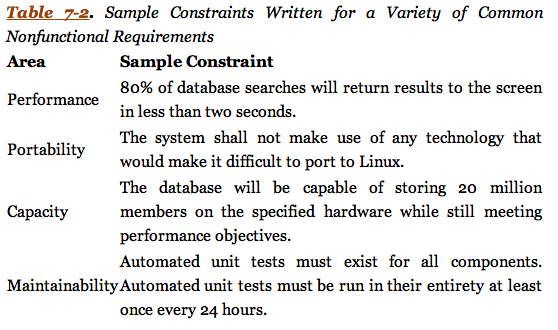 Table 7-2. Sample Constraints Written for a Variety of Common
Nonfunctional Requirements
Area Sample Constraint
Performance 80% of database searches will return results to the screen
in less than two seconds.
Portability The system shall not make use of any technology that
would make it difficult to port to Linux.
Capacity The database will be capable of storing 20 million
members on the specified hardware while still meeting
performance objectives.
Maintainability Automated unit tests must exist for all components.
Automated unit tests must be run in their entirety at least
once every 24 hours.